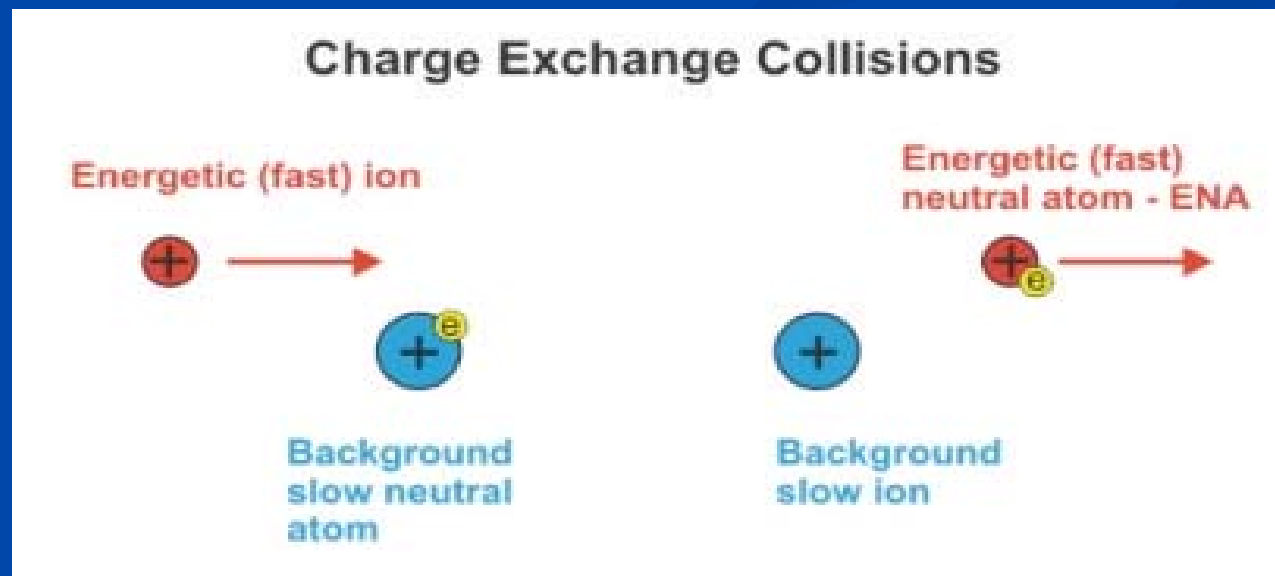 Charge Exchange Collisions
Energetic (fast) ion
+
e
+
Background
slow neutral
atom
Energetic (fast)
neutral atom - ENA
+
e
+
Background
slow ion